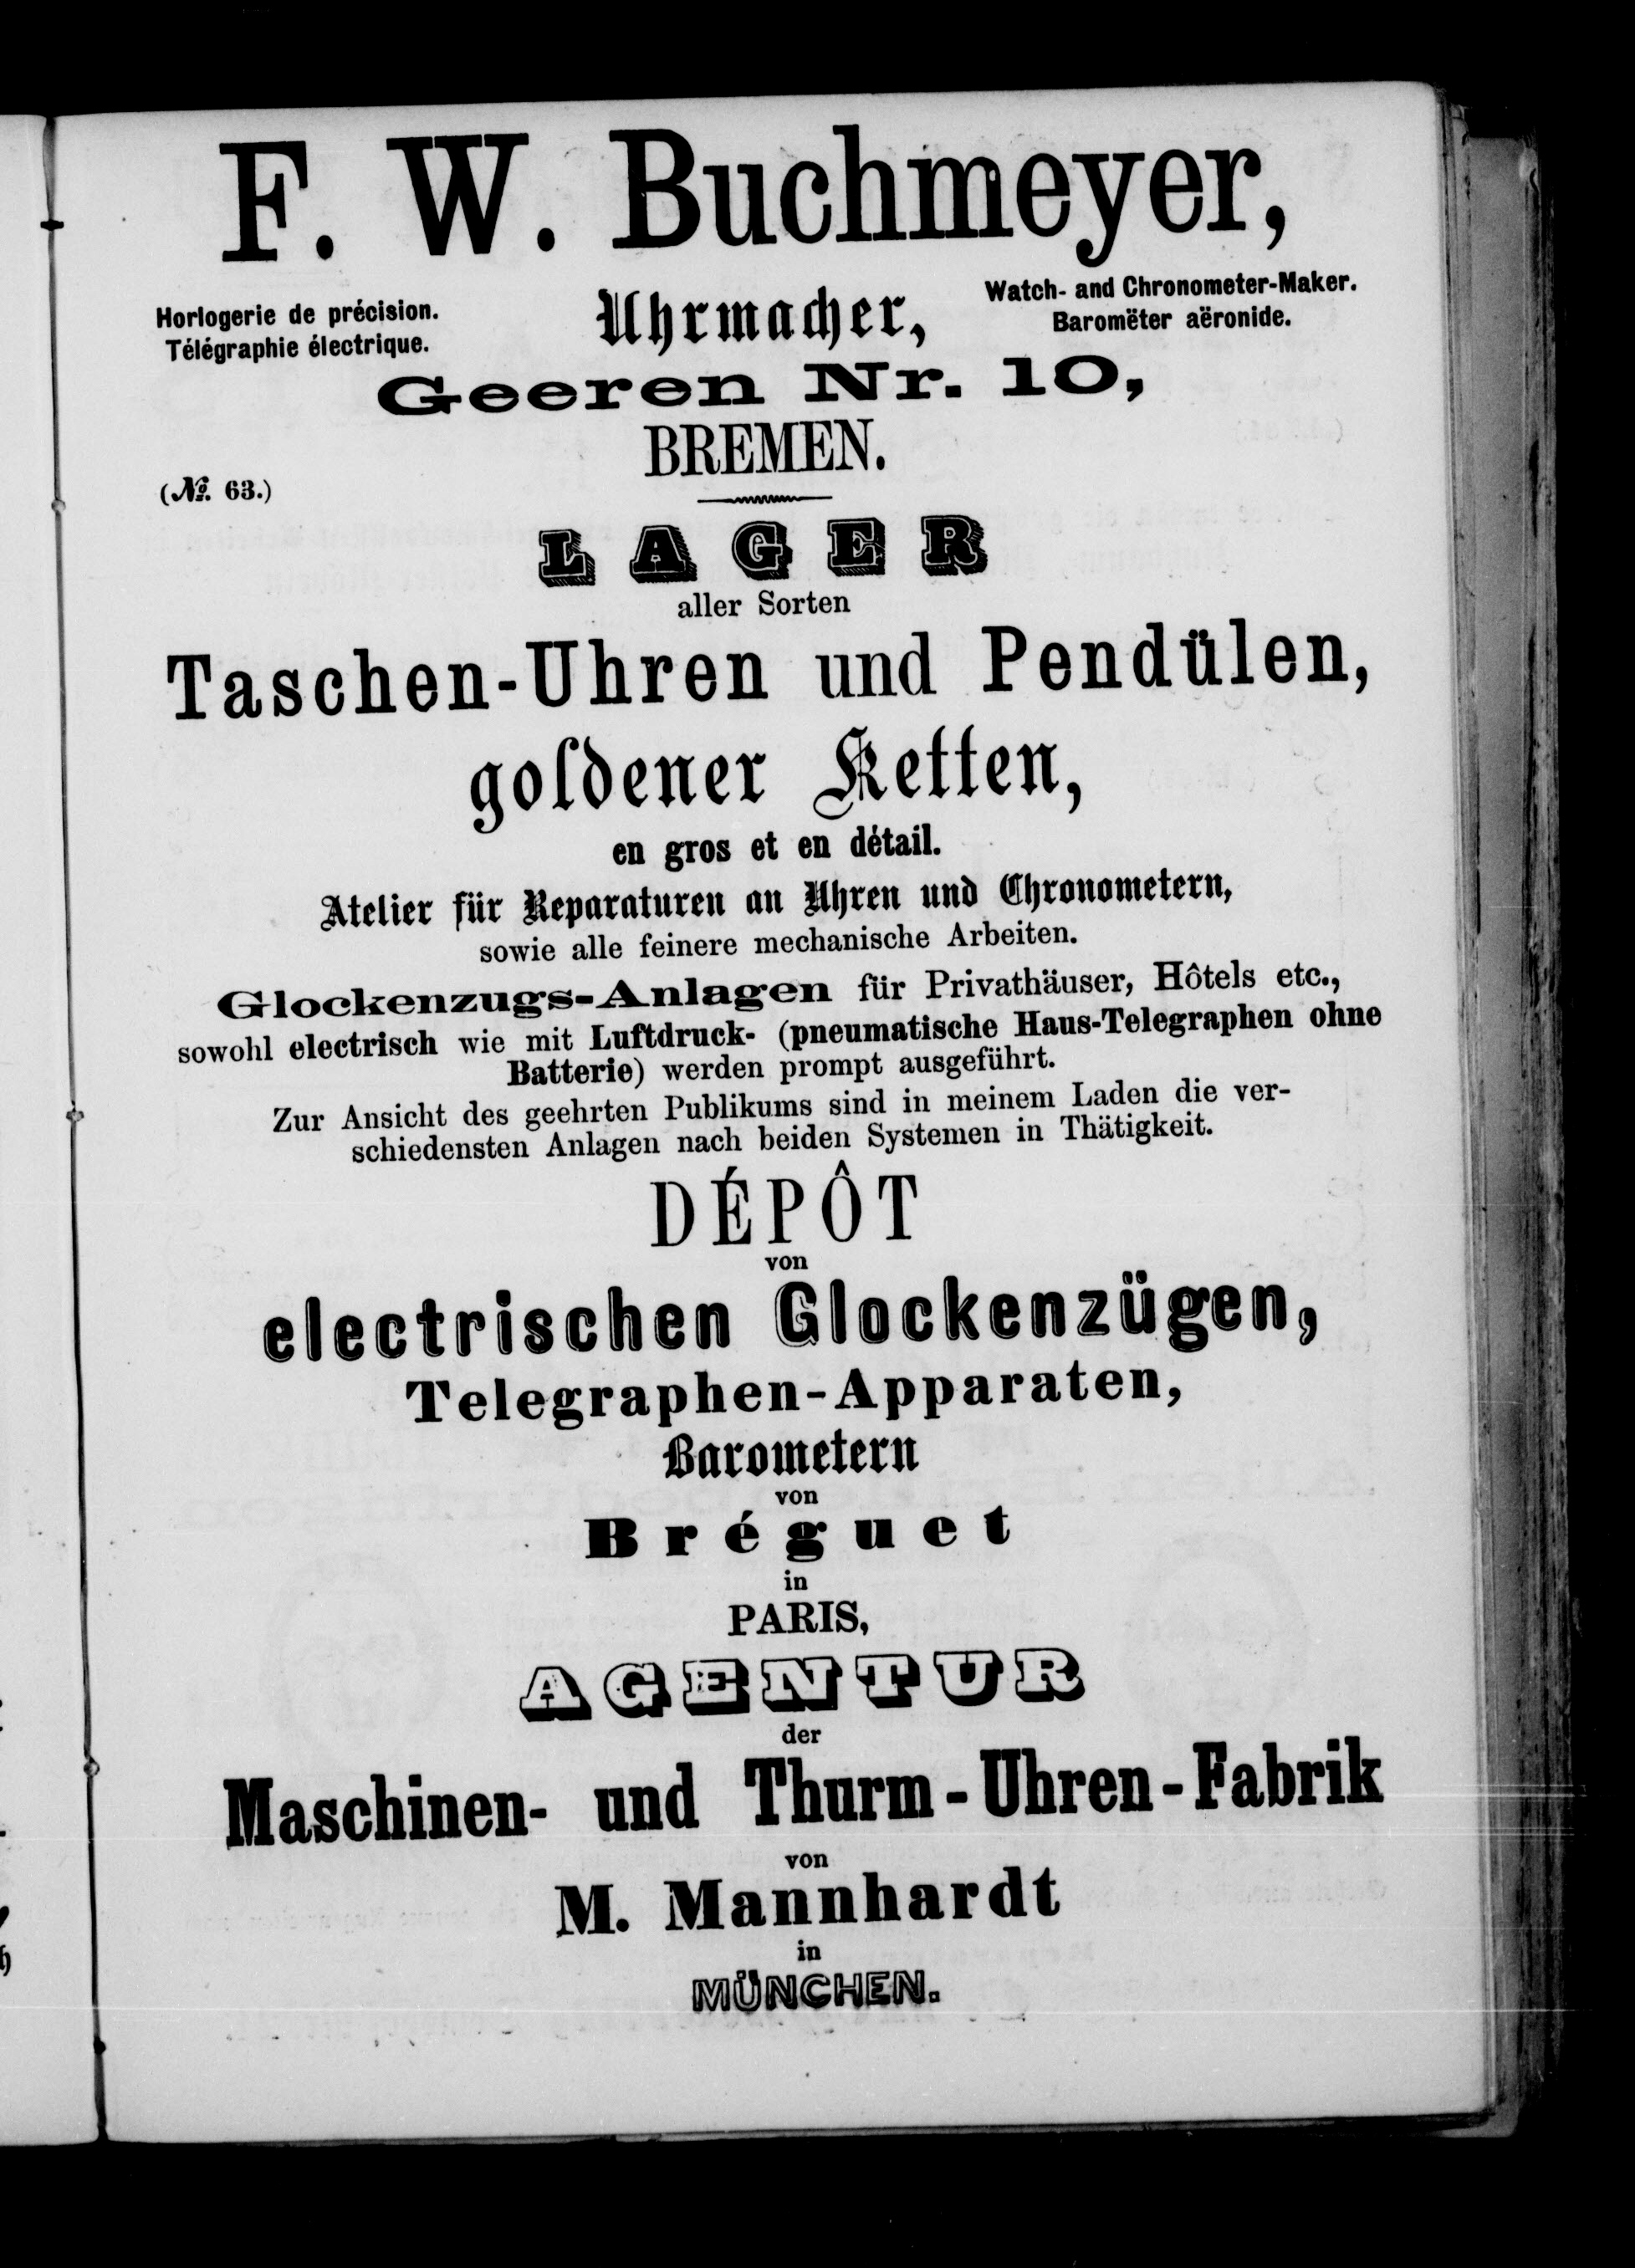 F. W. Buchmeyer,
Horlogerie de précision.
Télégraphie électrique.
Uhrmacher,
Watch- and Chronometer-Maker.
Baromëter aëronide.
Geeren Nr. 10,
BREMEN.
(No. 63.)
LAGER
aller Sorten
Taschen-Uhren und Pendülen,
goldener Ketten,
en gros et en détail.
Atelier für Reparaturen an Uhren und Chronometern,
sowie alle feinere mechanische Arbeiten.
Glockenzugs-Anlagen für Privathäuser, Hôtels etc.,
sowohl electrisch wie mit Luftdruck- (pneumatische Haus-Telegraphen ohne
Batterie) werden prompt ausgeführt.
Zur Ansicht des geehrten Publikums sind in meinem Laden die ver-
schiedensten Anlagen nach beiden Systemen in Thätigkeit.
DÉPÔT
von
electrischen Glockenzügen,
Telegraphen-Apparaten,
Barometern
von
Bréguet
in
PARIS,
AGENTUR
der
Maschinen- und Thurm-Uhren-Fabrik
von
M. Mannhardt
in
MÜNCHEN.